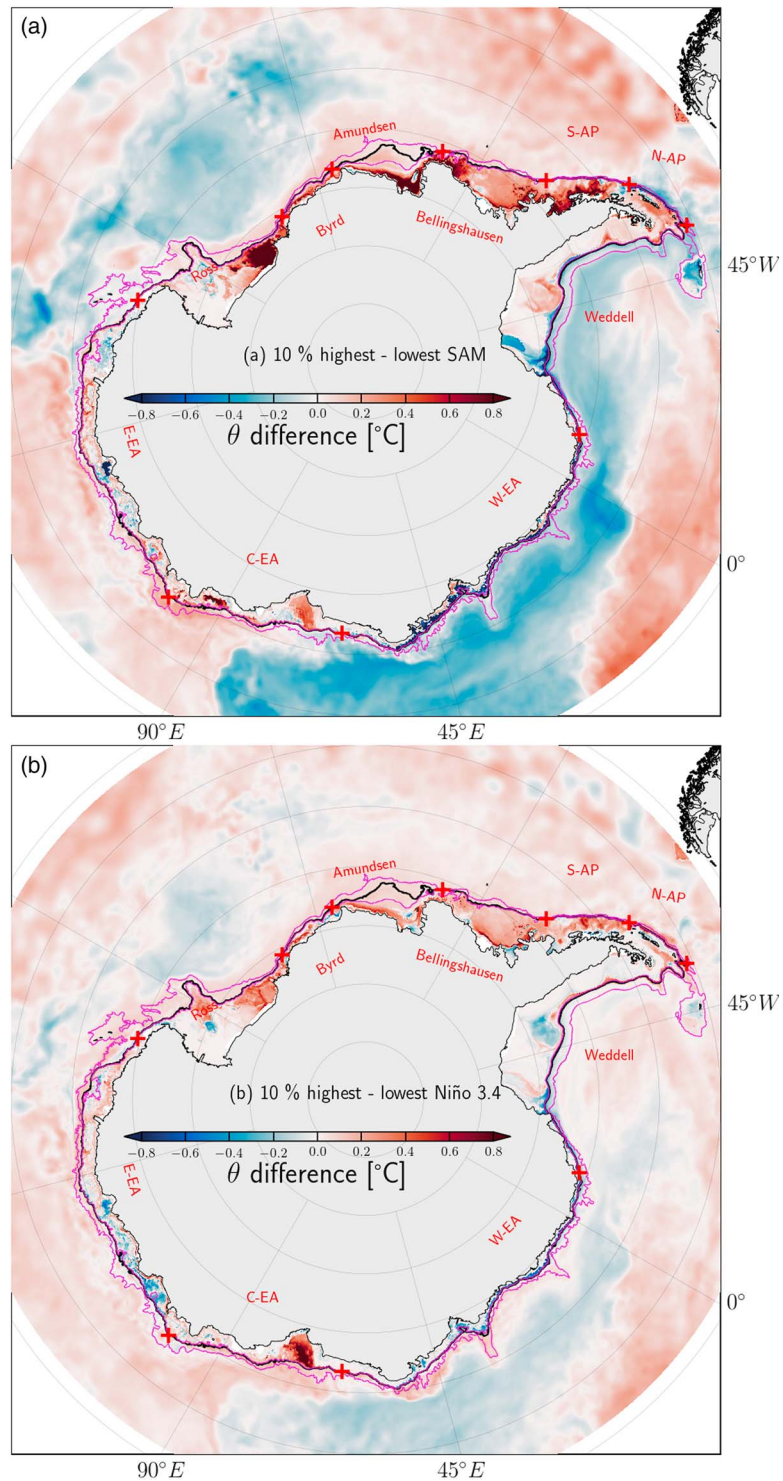 (a)
Amundsen
S-AP
N-AP
Byrd
Bellingshausen
Ross
45°W
Weddell
(a) 10 % highest - lowest SAM
−0.8 −0.6 −0.4 −0.2 0.0 0.2 0.4 0.6 0.8
θ difference [°C]
E-EA
W-EA
C-EA
0°
90°E
45°E
(b)
Amundsen
S-AP
N-AP
Byrd
Bellingshausen
Ross
45°W
Weddell
(b) 10 % highest - lowest Niño 3.4
−0.8 −0.6 −0.4 −0.2 0.0 0.2 0.4 0.6 0.8
θ difference [°C]
E-EA
W-EA
C-EA
0°
90°E
45°E